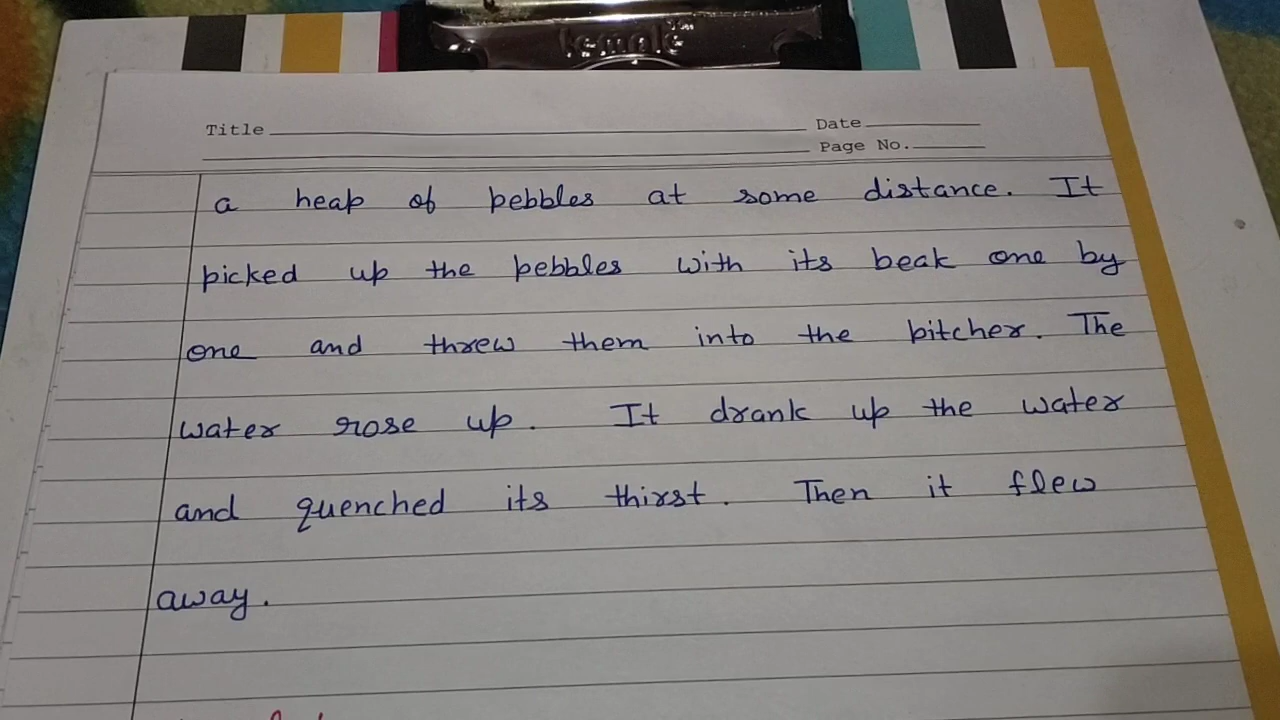 Title
Date
Page No.
a heap of pebbles at some distance. It
picked up the pebbles with its beak one by
one and threw them into the pitcher. The
water rose up. It drank up the water
and quenched its thirst. Then it flew
away.